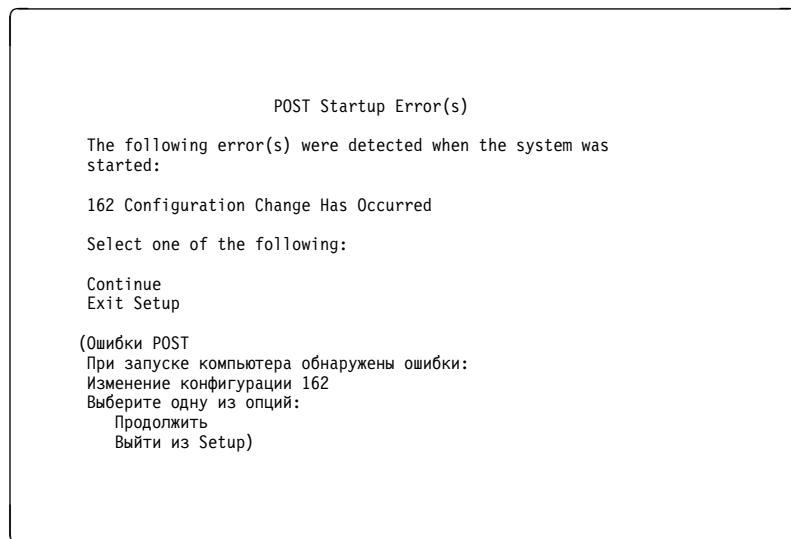 POST Startup Error(s)
The following error(s) were detected when the system was
started:
162 Configuration Change Has Occurred
Select one of the following:
Continue
Exit Setup
(Ошибки POST
При запуске компьютера обнаружены ошибки:
Изменение конфигурации 162
Выберите одну из опций:
Продолжить
Выйти из Setup)